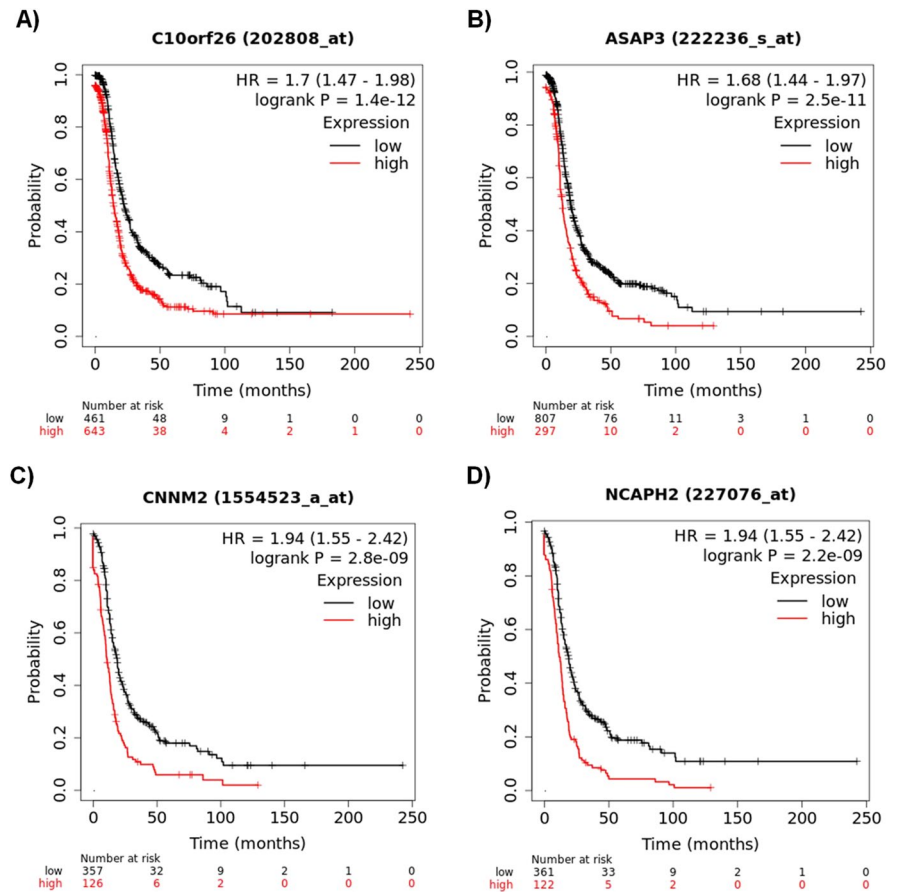 A)
C10orf26 (202808_at)
HR = 1.7 (1.47 - 1.98)
logrank P = 1.4e-12
Expression
low
high
Probability
1.0
0.8
0.6
0.4
0.2
0.0
0 50 100 150 200 250
Time (months)
Number at risk
low 461 48 9 1 0 0
high 643 38 4 2 1 0
B)
ASAP3 (222236_s_at)
HR = 1.68 (1.44 - 1.97)
logrank P = 2.5e-11
Expression
low
high
Probability
1.0
0.8
0.6
0.4
0.2
0.0
0 50 100 150 200 250
Time (months)
Number at risk
low 807 76 11 3 1 0
high 297 10 2 0 0 0
C)
CNNM2 (1554523_a_at)
HR = 1.94 (1.55 - 2.42)
logrank P = 2.8e-09
Expression
low
high
Probability
1.0
0.8
0.6
0.4
0.2
0.0
0 50 100 150 200 250
Time (months)
Number at risk
low 357 32 9 2 1 0
high 126 6 2 0 0 0
D)
NCAPH2 (227076_at)
HR = 1.94 (1.55 - 2.42)
logrank P = 2.2e-09
Expression
low
high
Probability
1.0
0.8
0.6
0.4
0.2
0.0
0 50 100 150 200 250
Time (months)
Number at risk
low 361 33 9 2 1 0
high 122 5 2 0 0 0